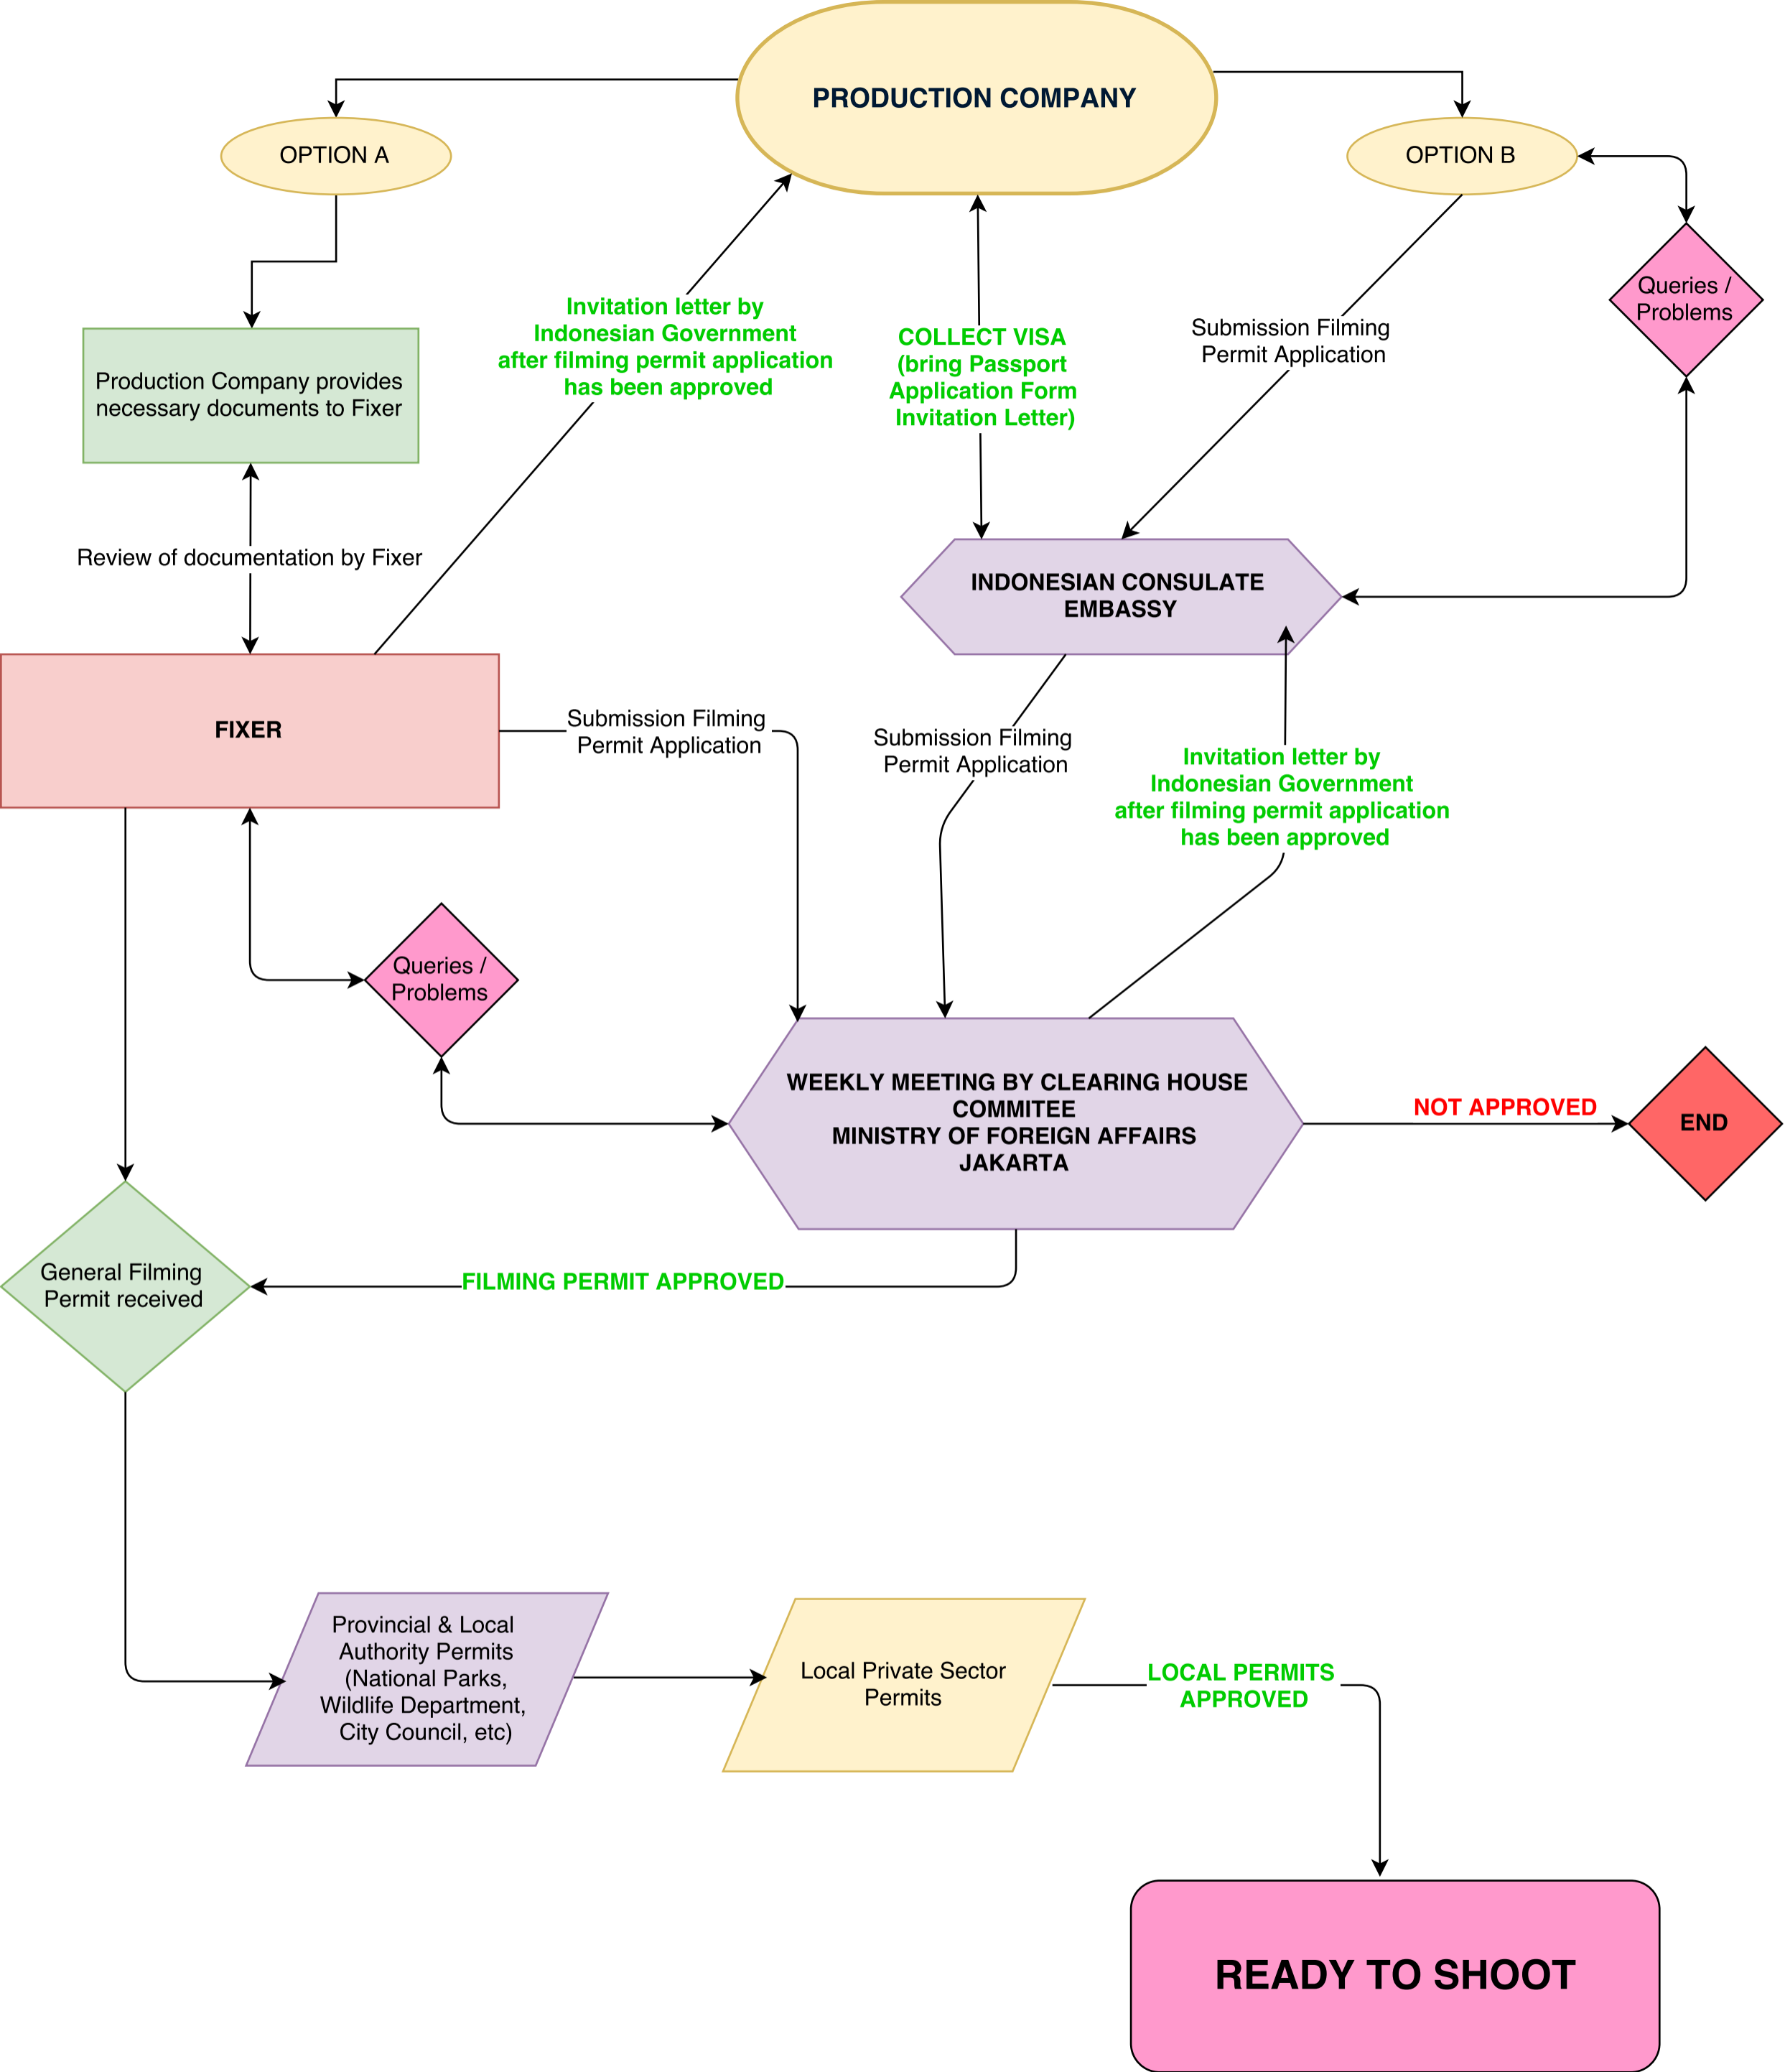 PRODUCTION COMPANY
OPTION A
OPTION B
Queries /
Problems
Invitation letter by
Indonesian Government
after filming permit application
has been approved
COLLECT VISA
(bring Passport
Application Form
Invitation Letter)
Submission Filming
Permit Application
Production Company provides
necessary documents to Fixer
Review of documentation by Fixer
INDONESIAN CONSULATE
EMBASSY
FIXER
Submission Filming
Permit Application
Submission Filming
Permit Application
Invitation letter by
Indonesian Government
after filming permit application
has been approved
Queries /
Problems
WEEKLY MEETING BY CLEARING HOUSE
COMMITEE
MINISTRY OF FOREIGN AFFAIRS
JAKARTA
NOT APPROVED
END
General Filming
Permit received
FILMING PERMIT APPROVED
Provincial & Local
Authority Permits
(National Parks,
Wildlife Department,
City Council, etc)
Local Private Sector
Permits
LOCAL PERMITS
APPROVED
READY TO SHOOT